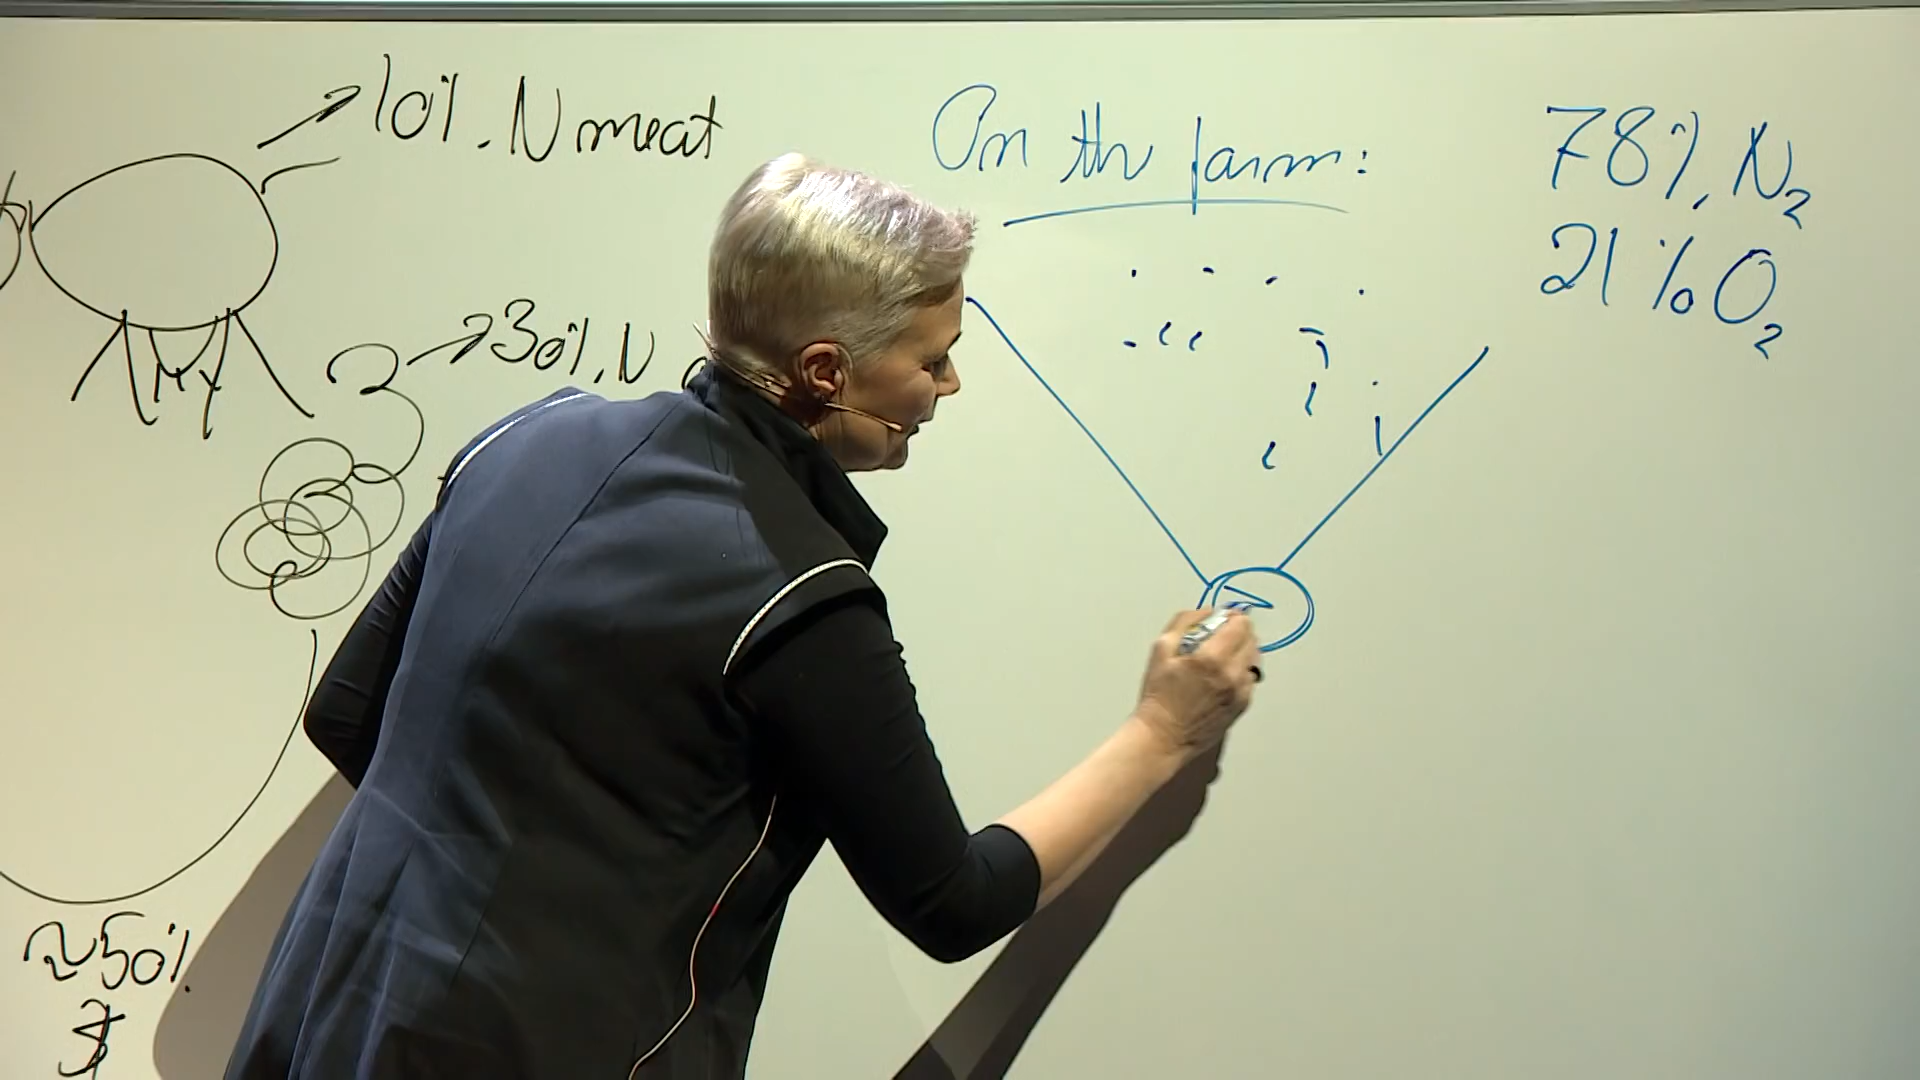 10%. N meat
30%. N
≈50%
$
On the farm:
78%. N₂
21% O₂